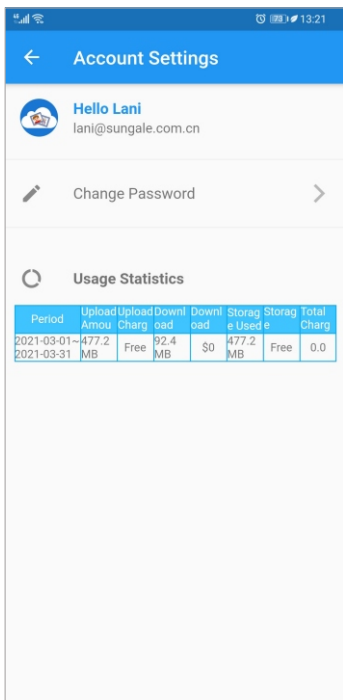 13:21
Account Settings
Hello Lani
lani@sungale.com.cn
Change Password
Usage Statistics
Period Upload Amou Upload Charg Downl oad Downl oad Storag e Used Storag e Total Charg
2021-03-01~ 2021-03-31 477.2 MB Free 92.4 MB $0 477.2 MB Free 0.0